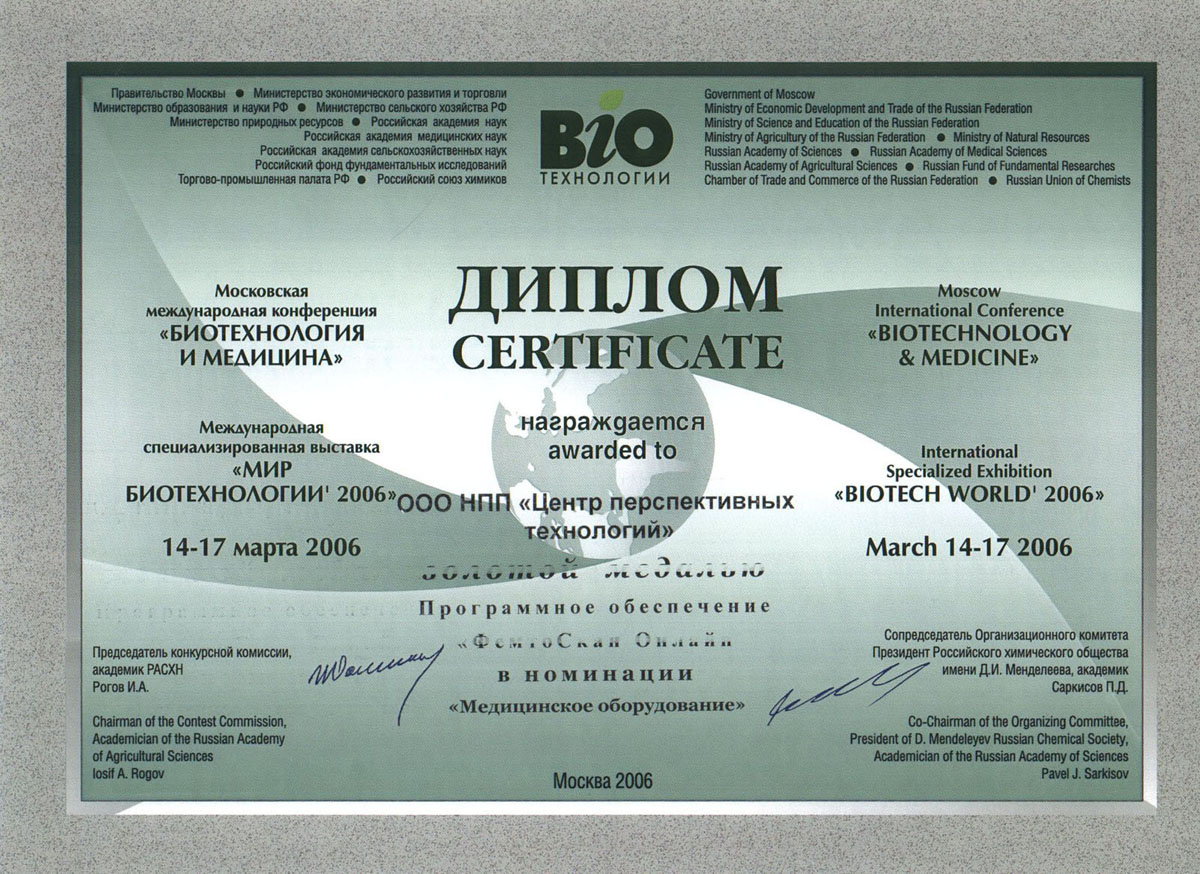 Правительство Москвы ● Министерство экономического развития и торговли
Министерство образования и науки РФ ● Министерство сельского хозяйства РФ
Министерство природных ресурсов ● Российская академия наук
Российская академия медицинских наук
Российская академия сельскохозяйственных наук
Российский фонд фундаментальных исследований
Торгово-промышленная палата РФ ● Российский союз химиков
BiO
ТЕХНОЛОГИИ
Government of Moscow
Ministry of Economic Development and Trade of the Russian Federation
Ministry of Science and Education of the Russian Federation
Ministry of Agricultury of the Russian Federation ● Ministry of Natural Resources
Russian Academy of Sciences ● Russian Academy of Medical Sciences
Russian Academy of Agricultural Sciences ● Russian Fund of Fundamental Researches
Chamber of Trade and Commerce of the Russian Federation ● Russian Union of Chemists
ДИПЛОМ
CERTIFICATE
Московская
международная конференция
«БИОТЕХНОЛОГИЯ
И МЕДИЦИНА»
Международная
специализированная выставка
«МИР
БИОТЕХНОЛОГИИ' 2006»
14-17 марта 2006
награждается
awarded to
ООО НПП «Центр перспективных
технологий»
золотой медалью
Программное обеспечение
«ФемтоСкан Онлайн
в номинации
«Медицинское оборудование»
Moscow
International Conference
«BIOTECHNOLOGY
& MEDICINE»
International
Specialized Exhibition
«BIOTECH WORLD' 2006»
March 14-17 2006
Председатель конкурсной комиссии,
академик РАСХН
Рогов И.А.
Chairman of the Contest Commission,
Academician of the Russian Academy
of Agricultural Sciences
Iosif A. Rogov
Сопредседатель Организационного комитета
Президент Российского химического общества
имени Д.И. Менделеева, академик
Саркисов П.Д.
Co-Chairman of the Organizing Committee,
President of D. Mendeleyev Russian Chemical Society,
Academician of the Russian Academy of Sciences
Pavel J. Sarkisov
Москва 2006